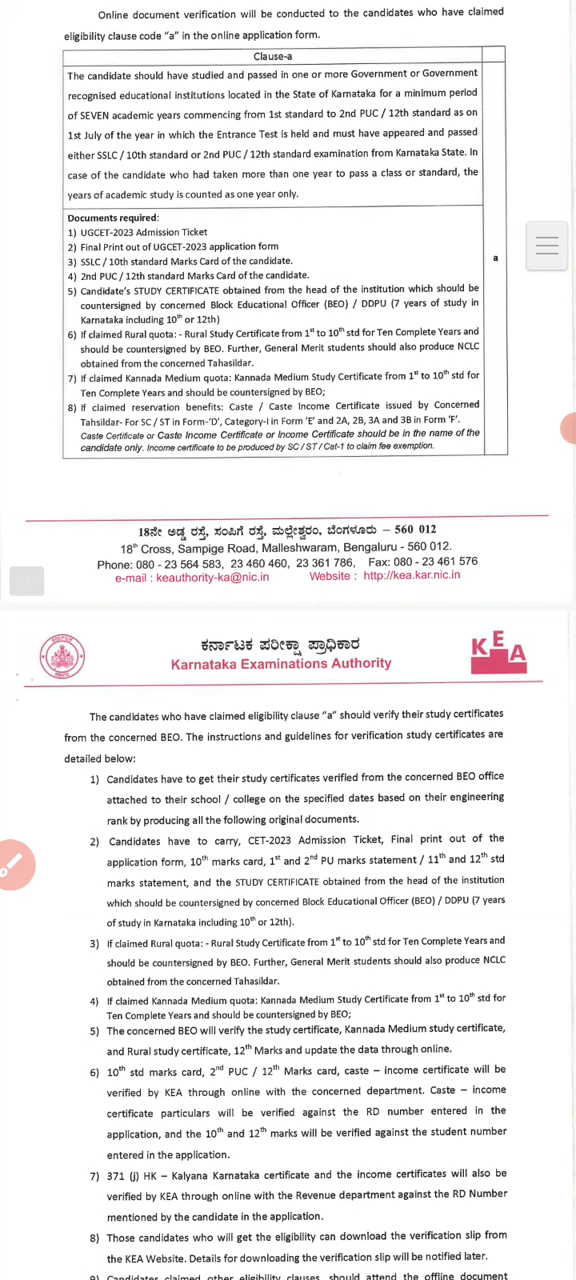 Online document verification will be conducted to the candidates who have claimed
eligibility clause code "a" in the online application form.
Clause-a
The candidate should have studied and passed in one or more Government or Government
recognised educational institutions located in the State of Karnataka for a minimum period
of SEVEN academic years commencing from 1st standard to 2nd PUC / 12th standard as on
1st July of the year in which the Entrance Test is held and must have appeared and passed
either SSLC / 10th standard or 2nd PUC / 12th standard examination from Karnataka State. In
case of the candidate who had taken more than one year to pass a class or standard, the
years of academic study is counted as one year only.
Documents required:
1) UGCET-2023 Admission Ticket
2) Final Print out of UGCET-2023 application form
3) SSLC / 10th standard Marks Card of the candidate.
a
4) 2nd PUC / 12th standard Marks Card of the candidate.
5) Candidate's STUDY CERTIFICATE obtained from the head of the institution which should be
countersigned by concerned Block Educational Officer (BEO) / DDPU (7 years of study in
Karnataka including 10th or 12th)
6) If claimed Rural quota: - Rural Study Certificate from 1st to 10th std for Ten Complete Years and
should be countersigned by BEO. Further, General Merit students should also produce NCLC
obtained from the concerned Tahasildar.
7) If claimed Kannada Medium quota: Kannada Medium Study Certificate from 1st to 10th std for
Ten Complete Years and should be countersigned by BEO;
8) If claimed reservation benefits: Caste / Caste Income Certificate issued by Concerned
Tahsildar- For SC / ST in Form-'D', Category-I in Form 'E' and 2A, 2B, 3A and 3B in Form 'F'.
Caste Certificate or Caste Income Certificate or Income Certificate should be in the name of the
candidate only. Income certificate to be produced by SC / ST / Cat-1 to claim fee exemption.
18ನೇ ಅಡ್ಡ ರಸ್ತೆ, ಸಂಪಿಗೆ ರಸ್ತೆ, ಮಲ್ಲೇಶ್ವರಂ, ಬೆಂಗಳೂರು – 560 012
18th Cross, Sampige Road, Malleshwaram, Bengaluru - 560 012.
Phone: 080 - 23 564 583, 23 460 460, 23 361 786, Fax: 080 - 23 461 576
e-mail : keauthority-ka@nic.in Website : http://kea.kar.nic.in
ಕರ್ನಾಟಕ ಪರೀಕ್ಷಾ ಪ್ರಾಧಿಕಾರ
Karnataka Examinations Authority
KEA
The candidates who have claimed eligibility clause "a" should verify their study certificates
from the concerned BEO. The instructions and guidelines for verification study certificates are
detailed below:
1) Candidates have to get their study certificates verified from the concerned BEO office
attached to their school / college on the specified dates based on their engineering
rank by producing all the following original documents.
2) Candidates have to carry, CET-2023 Admission Ticket, Final print out of the
application form, 10th marks card, 1st and 2nd PU marks statement / 11th and 12th std
marks statement, and the STUDY CERTIFICATE obtained from the head of the institution
which should be countersigned by concerned Block Educational Officer (BEO) / DDPU (7 years
of study in Karnataka including 10th or 12th).
3) If claimed Rural quota: - Rural Study Certificate from 1st to 10th std for Ten Complete Years and
should be countersigned by BEO. Further, General Merit students should also produce NCLC
obtained from the concerned Tahasildar.
4) If claimed Kannada Medium quota: Kannada Medium Study Certificate from 1st to 10th std for
Ten Complete Years and should be countersigned by BEO;
5) The concerned BEO will verify the study certificate, Kannada Medium study certificate,
and Rural study certificate, 12th Marks and update the data through online.
6) 10th std marks card, 2nd PUC / 12th Marks card, caste – income certificate will be
verified by KEA through online with the concerned department. Caste – income
certificate particulars will be verified against the RD number entered in the
application, and the 10th and 12th marks will be verified against the student number
entered in the application.
7) 371 (j) HK – Kalyana Karnataka certificate and the income certificates will also be
verified by KEA through online with the Revenue department against the RD Number
mentioned by the candidate in the application.
8) Those candidates who will get the eligibility can download the verification slip from
the KEA Website. Details for downloading the verification slip will be notified later.
9) Candidates claimed other eligibility clauses, should attend the offline document